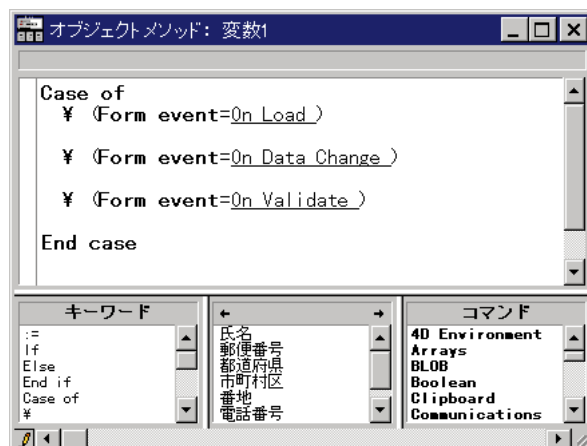 オブジェクトメソッド: 変数1
Case of
¥ (Form event=On Load )
¥ (Form event=On Data Change )
¥ (Form event=On Validate )
End case
キーワード
:=
If
Else
End if
Case of
¥
← →
氏名
郵便番号
都道府県
市町村区
番地
電話番号
コマンド
4D Environment
Arrays
BLOB
Boolean
Clipboard
Communications